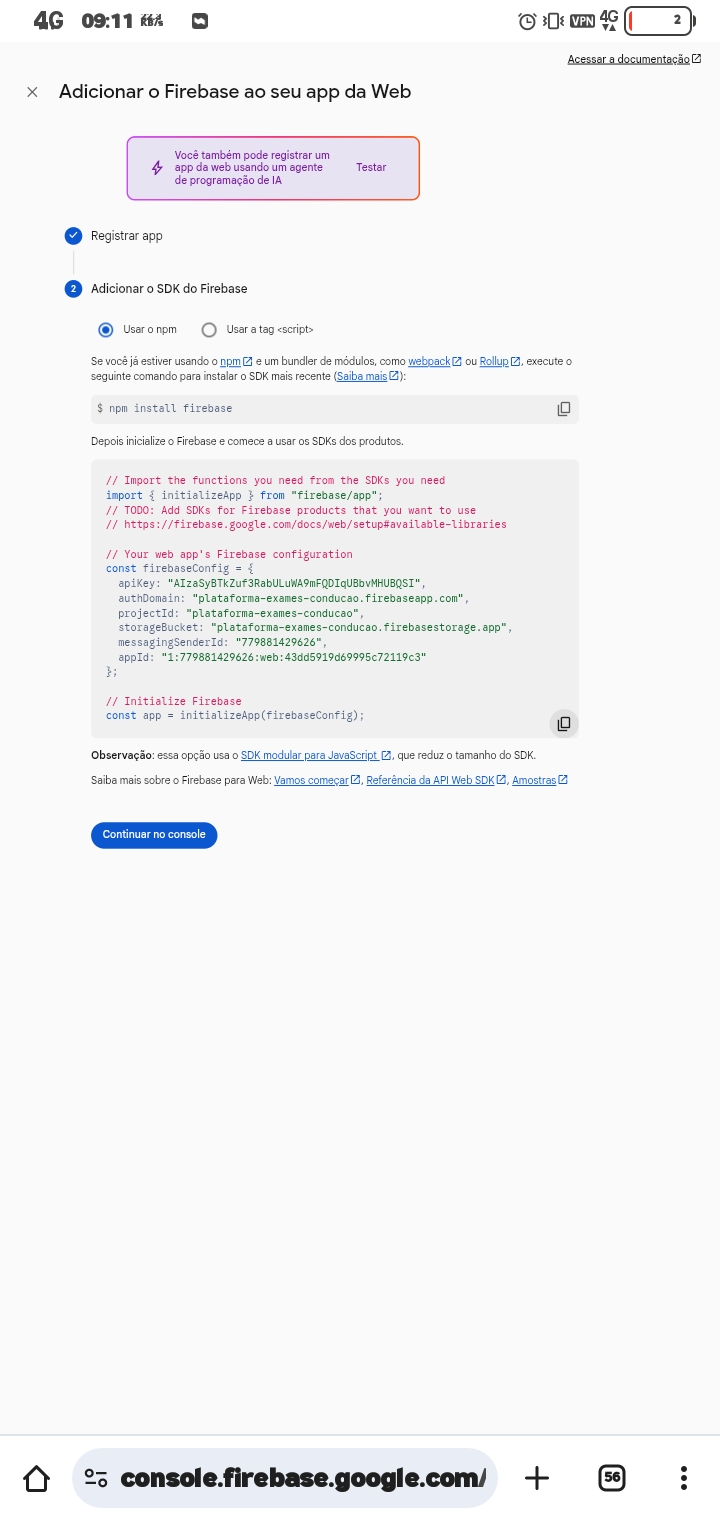 4G 09:11 KB/s VPN 4G 2
Acessar a documentação
Adicionar o Firebase ao seu app da Web
Você também pode registrar um
app da web usando um agente
de programação de IA
Testar
Registrar app
2 Adicionar o SDK do Firebase
Usar o npm Usar a tag <script>
Se você já estiver usando o npm e um bundler de módulos, como webpack ou Rollup, execute o
seguinte comando para instalar o SDK mais recente (Saiba mais):
$ npm install firebase
Depois inicialize o Firebase e comece a usar os SDKs dos produtos.
// Import the functions you need from the SDKs you need
import { initializeApp } from "firebase/app";
// TODO: Add SDKs for Firebase products that you want to use
// https://firebase.google.com/docs/web/setup#available-libraries
// Your web app's Firebase configuration
const firebaseConfig = {
apiKey: "AIzaSyBTkZuf3RabULuWA9mFQDIqUBbvMHUBQSI",
authDomain: "plataforma-exames-conducao.firebaseapp.com",
projectId: "plataforma-exames-conducao",
storageBucket: "plataforma-exames-conducao.firebasestorage.app",
messagingSenderId: "779881429626",
appId: "1:779881429626:web:43dd5919d69995c72119c3"
};
// Initialize Firebase
const app = initializeApp(firebaseConfig);
Observação: essa opção usa o SDK modular para JavaScript, que reduz o tamanho do SDK.
Saiba mais sobre o Firebase para Web: Vamos começar, Referência da API Web SDK, Amostras
Continuar no console
console.firebase.google.com/
56